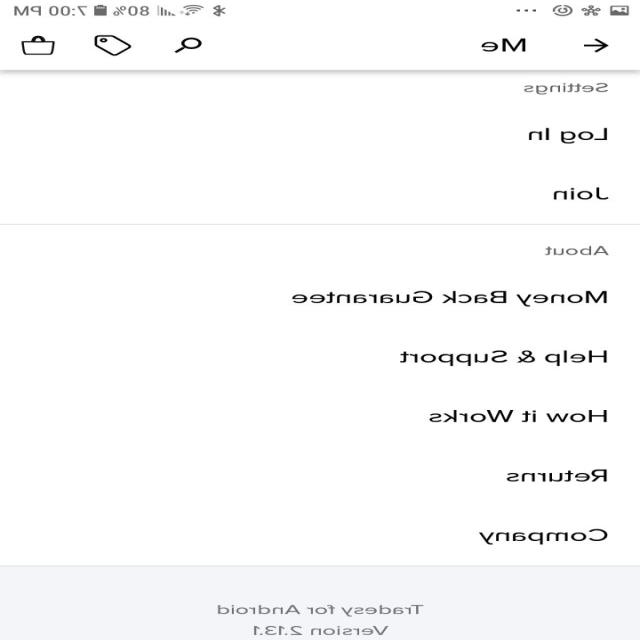 80% 7:00 PM
Me
Settings
Log In
Join
About
Money Back Guarantee
Help & Support
How it Works
Returns
Company
Tradesy for Android
Version 2.13.1